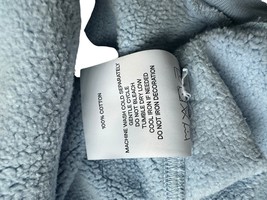 100% COTTON
MACHINE WASH COLD SEPARATELY
GENTLE CYCLE
DO NOT BLEACH
TUMBLE DRY LOW
COOL IRON IF NEEDED
DO NOT IRON DECORATION